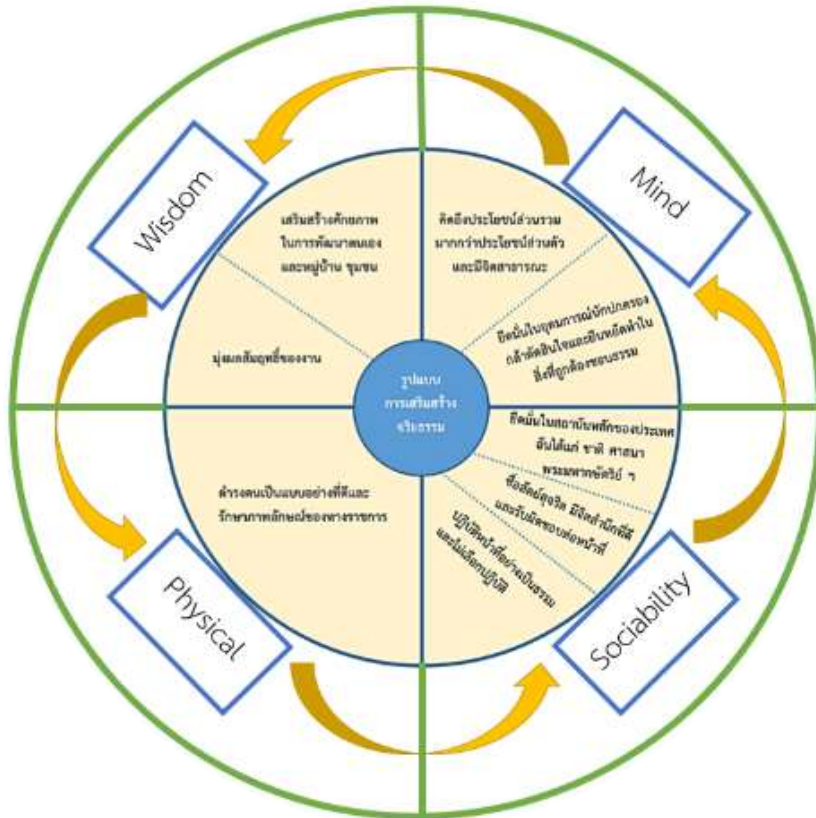 Wisdom
Mind
เสริมสร้างศักยภาพ
ในการพัฒนาตนเอง
และหมู่บ้าน ชุมชน
คิดถึงประโยชน์ส่วนรวม
มากกว่าประโยชน์ส่วนตัว
และมีจิตสาธารณะ
มุ่งผลสัมฤทธิ์ของงาน
ยึดมั่นในอุดมการณ์นักปกครอง
กล้าตัดสินใจและยืนหยัดทำใน
สิ่งที่ถูกต้องชอบธรรม
รูปแบบ
การเสริมสร้าง
จริยธรรม
ยึดมั่นในสถาบันหลักของประเทศ
อันได้แก่ ชาติ ศาสนา
พระมหากษัตริย์ ฯ
ซื่อสัตย์สุจริต มีจิตสำนึกที่ดี
และรับผิดชอบต่อหน้าที่
ดำรงตนเป็นแบบอย่างที่ดีและ
รักษาภาพลักษณ์ของทางราชการ
ปฏิบัติหน้าที่อย่างเป็นธรรม
และไม่เลือกปฏิบัติ
Physical
Sociability